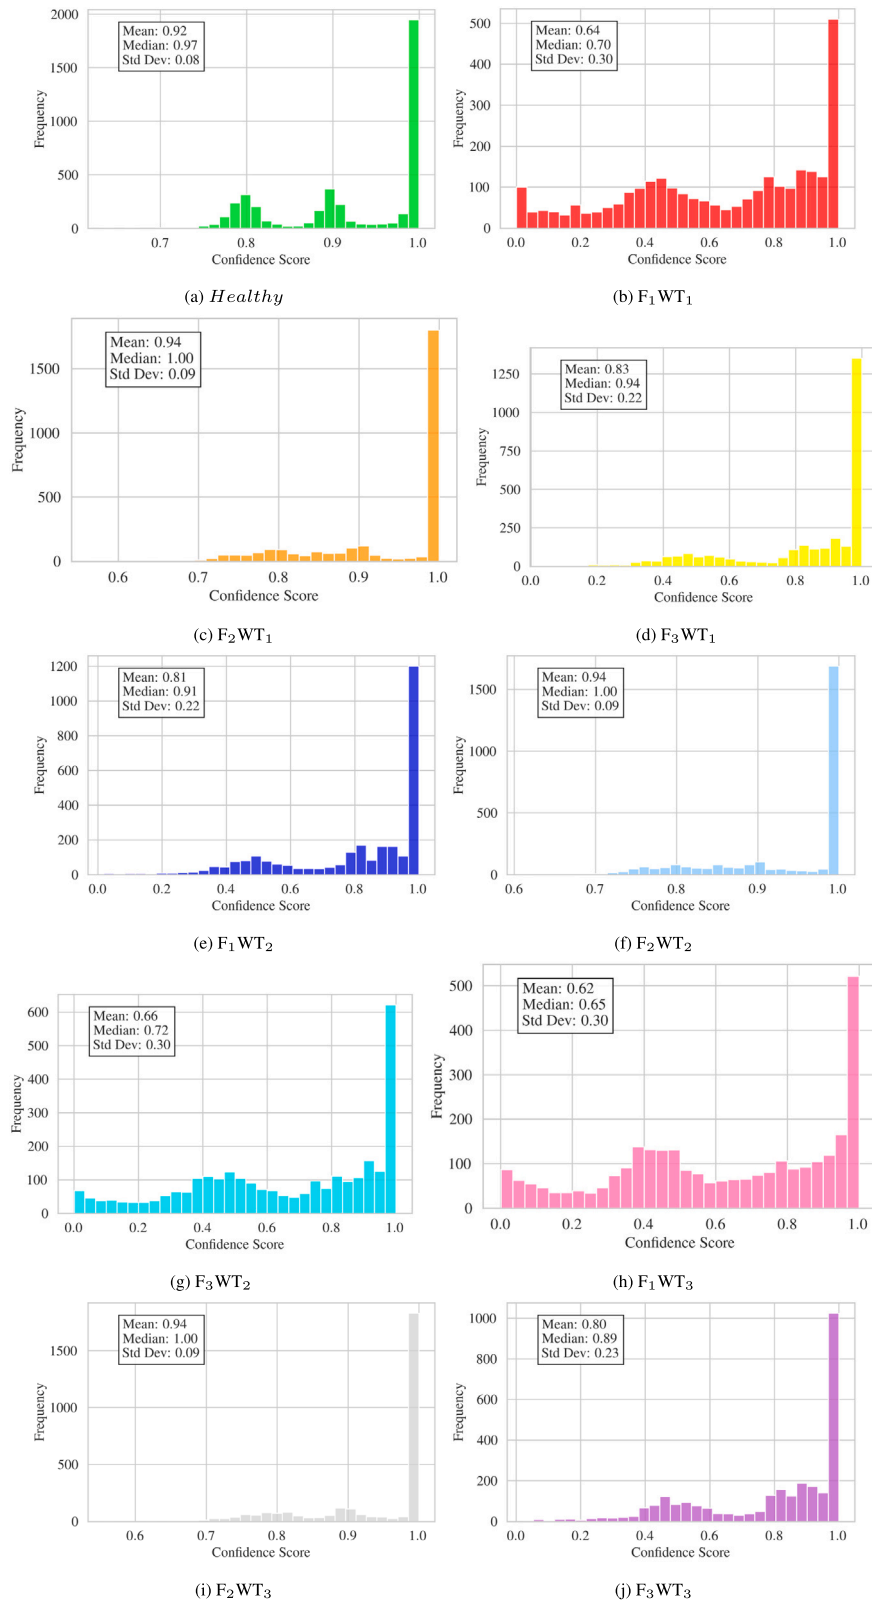 Mean: 0.92
Median: 0.97
Std Dev: 0.08
2000
1500
1000
500
0
Frequency
0.7
0.8
0.9
1.0
Confidence Score
(a) Healthy
Mean: 0.64
Median: 0.70
Std Dev: 0.30
500
400
300
200
100
0
Frequency
0.0
0.2
0.4
0.6
0.8
1.0
Confidence Score
(b) F₁WT₁
Mean: 0.94
Median: 1.00
Std Dev: 0.09
1500
1000
500
0
Frequency
0.6
0.7
0.8
0.9
1.0
Confidence Score
(c) F₂WT₁
Mean: 0.83
Median: 0.94
Std Dev: 0.22
1250
1000
750
500
250
0
Frequency
0.0
0.2
0.4
0.6
0.8
1.0
Confidence Score
(d) F₃WT₁
Mean: 0.81
Median: 0.91
Std Dev: 0.22
1200
1000
800
600
400
200
0
Frequency
0.0
0.2
0.4
0.6
0.8
1.0
Confidence Score
(e) F₁WT₂
Mean: 0.94
Median: 1.00
Std Dev: 0.09
1500
1000
500
0
Frequency
0.6
0.7
0.8
0.9
1.0
Confidence Score
(f) F₂WT₂
Mean: 0.66
Median: 0.72
Std Dev: 0.30
600
500
400
300
200
100
0
Frequency
0.0
0.2
0.4
0.6
0.8
1.0
Confidence Score
(g) F₃WT₂
Mean: 0.62
Median: 0.65
Std Dev: 0.30
500
400
300
200
100
0
Frequency
0.0
0.2
0.4
0.6
0.8
1.0
Confidence Score
(h) F₁WT₃
Mean: 0.94
Median: 1.00
Std Dev: 0.09
1500
1000
500
0
Frequency
0.6
0.7
0.8
0.9
1.0
Confidence Score
(i) F₂WT₃
Mean: 0.80
Median: 0.89
Std Dev: 0.23
1000
800
600
400
200
0
Frequency
0.0
0.2
0.4
0.6
0.8
1.0
Confidence Score
(j) F₃WT₃